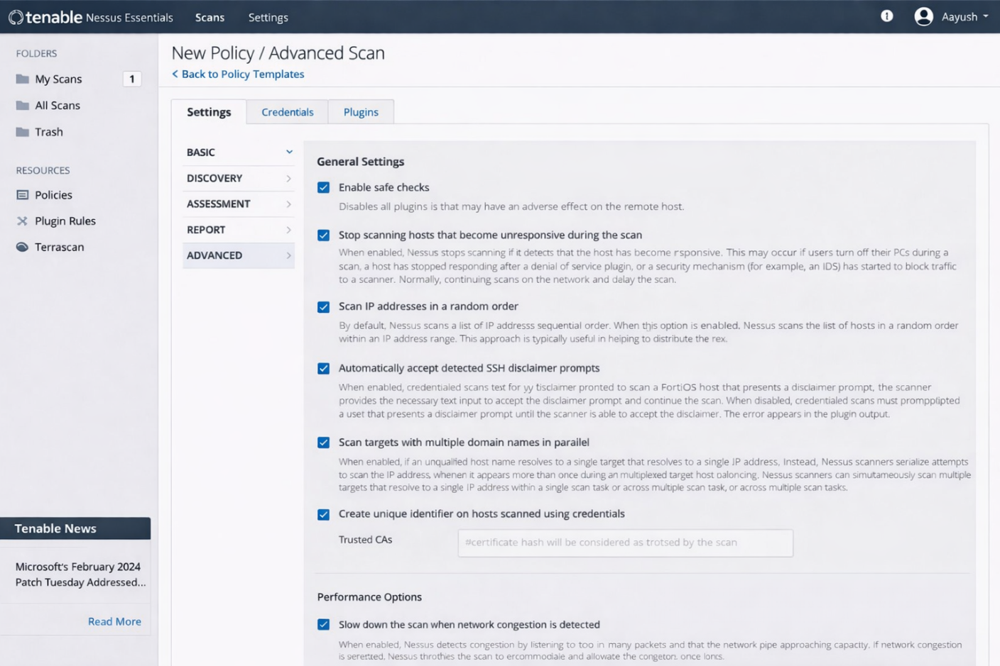 tenable Nessus Essentials Scans Settings Aayush
FOLDERS
My Scans 1
All Scans
Trash
RESOURCES
Policies
Plugin Rules
Terrascan
Tenable News
Microsoft's February 2024
Patch Tuesday Addressed...
Read More
New Policy / Advanced Scan
< Back to Policy Templates
Settings Credentials Plugins
BASIC
DISCOVERY
ASSESSMENT
REPORT
ADVANCED
General Settings
Enable safe checks
Disables all plugins is that may have an adverse effect on the remote host.
Stop scanning hosts that become unresponsive during the scan
When enabled, Nessus stops scanning if it detects that the host has become rsponsive. This may occur if users turn off their PCs during a
scan, a host has stopped responding after a denial of service plugin, or a security mechanism (for example, an IDS) has started to block traffic
to a scanner. Normally, continuing scans on the network and delay the scan.
Scan IP addresses in a random order
By default, Nessus scans a list of IP addresss sequential order. When this option is enabled, Nessus scans the list of hosts in a random order
within an IP address range. This approach is typically useful in helping to distribute the rex.
Automatically accept detected SSH disclaimer prompts
When enabled, credentialed scans text for yy tisclaimer pronted to scan a FortiOS host that presents a disclaimer prompt, the scanner
provides the necessary text input to accept the disclaimer prompt and continue the scan. When disabled, credentialed scans must prompplipted
a uset that presents a disclaimer prompt until the scanner is able to accept the disclaimer. The error appears in the plugin output.
Scan targets with multiple domain names in parallel
When enabled, if an unqualified host name resolves to a single target that resolves to a single IP address. Instead, Nessus scanners serialize attempts
to scan the IP address, whenen it appears more than once during an multiplexed target host paloncing. Nessus scanners can simutameously scan multiple
targets that resolve to a single IP address within a single scan task or across multiple scan task, or across multiple scan tasks.
Create unique identifier on hosts scanned using credentials
Trusted CAs #certificate hash will be considered as trotsed by the scan
Performance Options
Slow down the scan when network congestion is detected
When enabled, Nessus detects congestion by listening to too in many packets and that the network pipe approaching capacity. If network congestion
is Nessus the scan to and the once